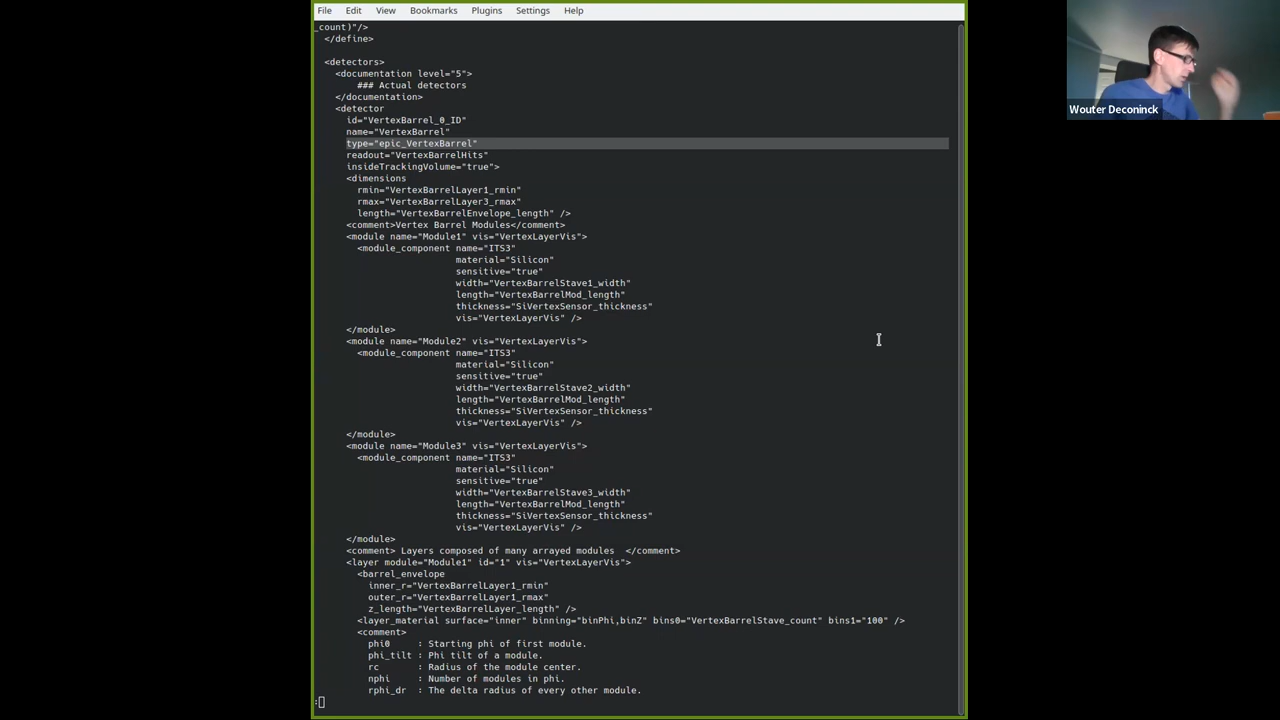 File Edit View Bookmarks Plugins Settings Help
_count)"/>
</define>
<detectors>
<documentation level="5">
### Actual detectors
</documentation>
<detector
id="VertexBarrel_0_ID"
name="VertexBarrel"
type="epic_VertexBarrel"
readout="VertexBarrelHits"
insideTrackingVolume="true">
<dimensions
rmin="VertexBarrelLayer1_rmin"
rmax="VertexBarrelLayer3_rmax"
length="VertexBarrelEnvelope_length" />
<comment>Vertex Barrel Modules</comment>
<module name="Module1" vis="VertexLayerVis">
<module_component name="ITS3"
material="Silicon"
sensitive="true"
width="VertexBarrelStave1_width"
length="VertexBarrelMod_length"
thickness="SiVertexSensor_thickness"
vis="VertexLayerVis" />
</module>
<module name="Module2" vis="VertexLayerVis">
<module_component name="ITS3"
material="Silicon"
sensitive="true"
width="VertexBarrelStave2_width"
length="VertexBarrelMod_length"
thickness="SiVertexSensor_thickness"
vis="VertexLayerVis" />
</module>
<module name="Module3" vis="VertexLayerVis">
<module_component name="ITS3"
material="Silicon"
sensitive="true"
width="VertexBarrelStave3_width"
length="VertexBarrelMod_length"
thickness="SiVertexSensor_thickness"
vis="VertexLayerVis" />
</module>
<comment> Layers composed of many arrayed modules  </comment>
<layer module="Module1" id="1" vis="VertexLayerVis">
<barrel_envelope
inner_r="VertexBarrelLayer1_rmin"
outer_r="VertexBarrelLayer1_rmax"
z_length="VertexBarrelLayer_length" />
<layer_material surface="inner" binning="binPhi,binZ" bins0="VertexBarrelStave_count" bins1="100" />
<comment>
phi0     : Starting phi of first module.
phi_tilt : Phi tilt of a module.
rc       : Radius of the module center.
nphi     : Number of modules in phi.
rphi_dr  : The delta radius of every other module.
:
Wouter Deconinck